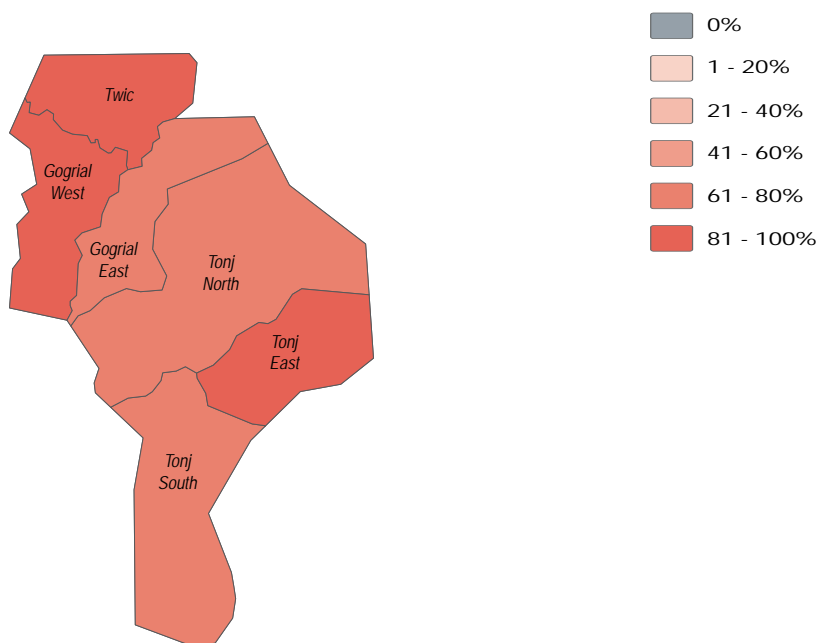 0%
1 - 20%
21 - 40%
41 - 60%
61 - 80%
81 - 100%
Twic
Gogrial
West
Gogrial
East
Tonj
North
Tonj
East
Tonj
South